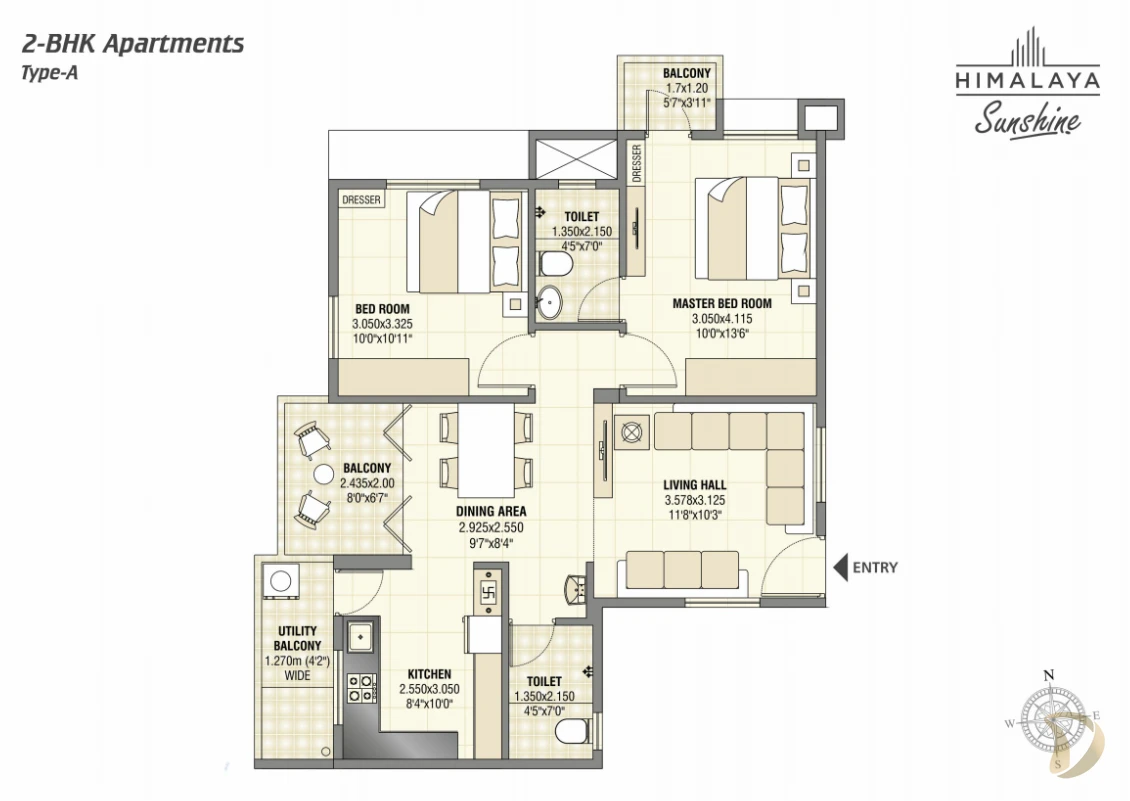 2-BHK Apartments
Type-A
HIMALAYA
Sunshine
BALCONY
1.7x1.20
5'7"x3'11"
DRESSER
DRESSER
TOILET
1.350x2.150
4'5"x7'0"
BED ROOM
3.050x3.325
10'0"x10'11"
MASTER BED ROOM
3.050x4.115
10'0"x13'6"
BALCONY
2.435x2.00
8'0"x6'7"
DINING AREA
2.925x2.550
9'7"x8'4"
LIVING HALL
3.578x3.125
11'8"x10'3"
ENTRY
UTILITY
BALCONY
1.270m (4'2")
WIDE
KITCHEN
2.550x3.050
8'4"x10'0"
TOILET
1.350x2.150
4'5"x7'0"
N
W
E
S